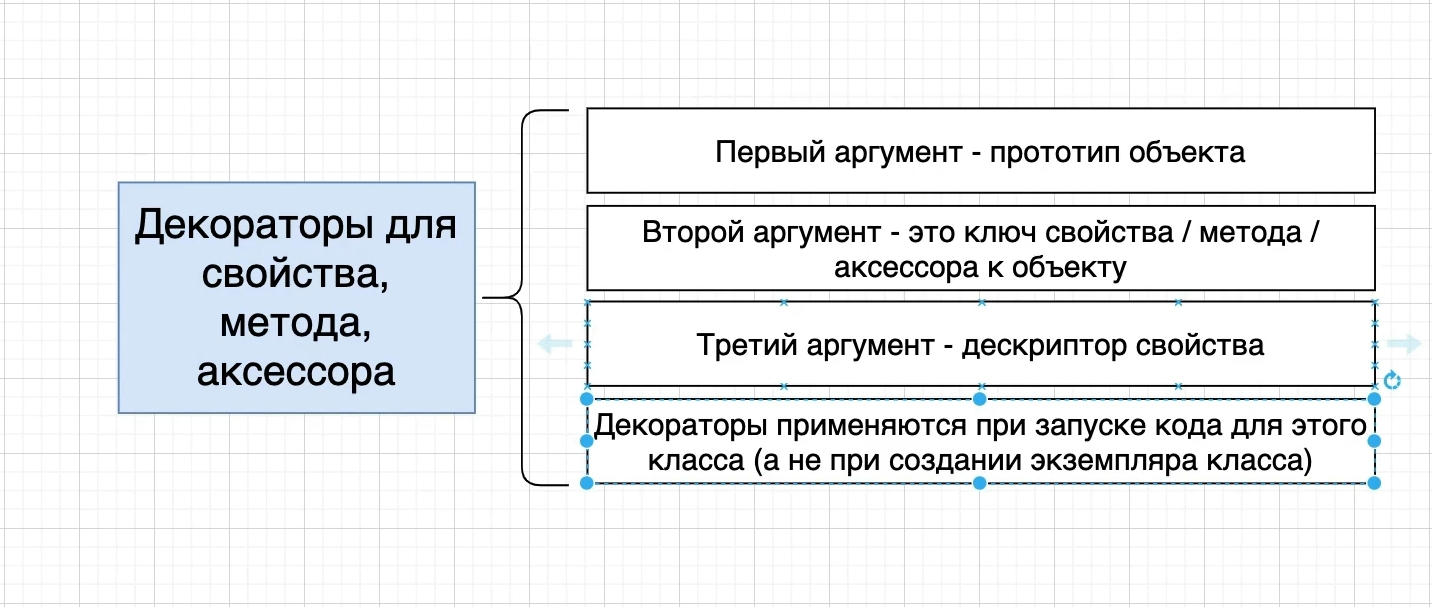 Декораторы для
свойства,
метода,
аксессора
Первый аргумент - прототип объекта
Второй аргумент - это ключ свойства / метода /
аксессора к объекту
Третий аргумент - дескриптор свойства
Декораторы применяются при запуске кода для этого
класса (а не при создании экземпляра класса)